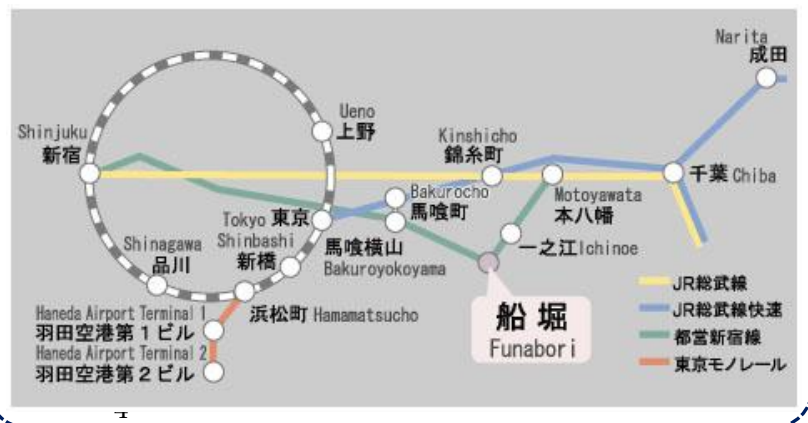 Narita
成田
Ueno
上野
Shinjuku
新宿
Kinshicho
錦糸町
千葉 Chiba
Bakurocho
馬喰町
Motoyawata
本八幡
Tokyo 東京
Shinbashi
新橋
馬喰横山
Bakuroyokoyama
一之江 Ichinoe
Shinagawa
品川
船堀
Funabori
浜松町 Hamamatsucho
Haneda Airport Terminal 1
羽田空港第1ビル
Haneda Airport Terminal 2
羽田空港第2ビル
JR総武線
JR総武線快速
都営新宿線
東京モノレール